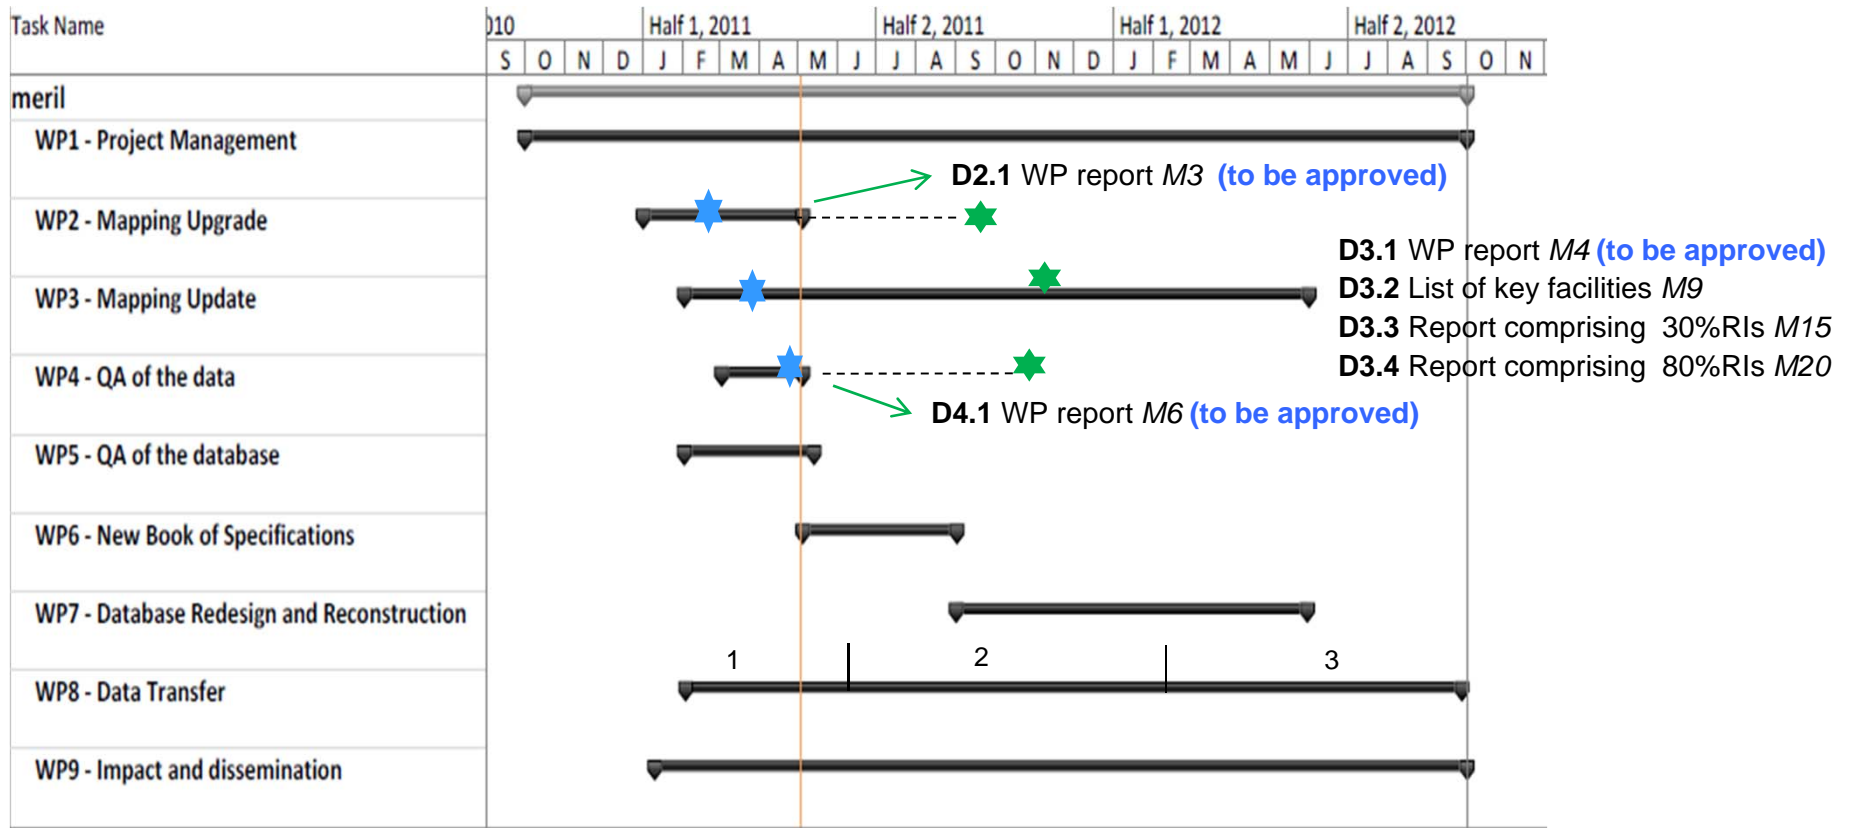 Task Name
010 Half 1, 2011 Half 2, 2011 Half 1, 2012 Half 2, 2012
S O N D J F M A M J J A S O N D J F M A M J J A S O N
meril
WP1 - Project Management
D2.1 WP report M3 (to be approved)
WP2 - Mapping Upgrade
D3.1 WP report M4 (to be approved)
D3.2 List of key facilities M9
WP3 - Mapping Update
D3.3 Report comprising 30%RIs M15
D3.4 Report comprising 80%RIs M20
WP4 - QA of the data
D4.1 WP report M6 (to be approved)
WP5 - QA of the database
WP6 - New Book of Specifications
WP7 - Database Redesign and Reconstruction
1 2 3
WP8 - Data Transfer
WP9 - Impact and dissemination